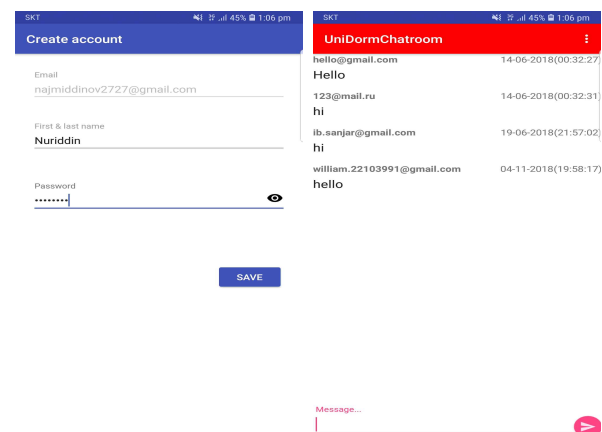 SKT 45% 1:06 pm
Create account
Email
najmiddinov2727@gmail.com
First & last name
Nuriddin
Password
••••••••
SAVE
SKT 45% 1:06 pm
UniDormChatroom
hello@gmail.com 14-06-2018(00:32:27)
Hello
123@mail.ru 14-06-2018(00:32:31)
hi
ib.sanjar@gmail.com 19-06-2018(21:57:02)
hi
william.22103991@gmail.com 04-11-2018(19:58:17)
hello
Message...